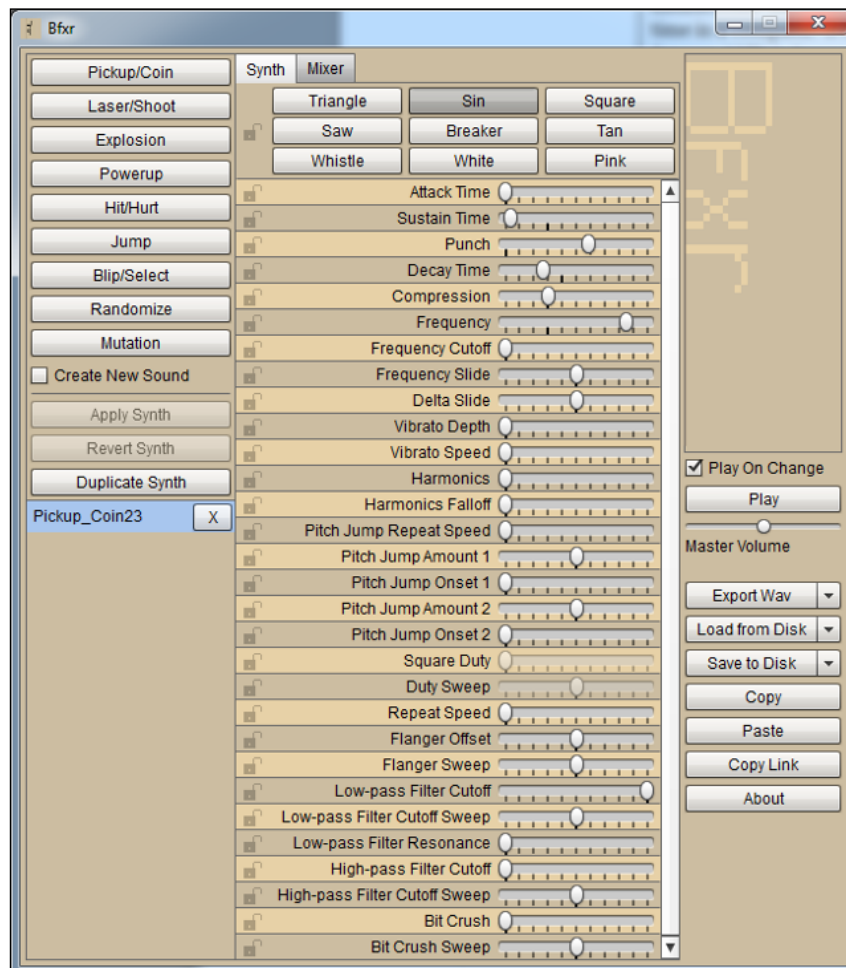 Bfxr
Pickup/Coin
Laser/Shoot
Explosion
Powerup
Hit/Hurt
Jump
Blip/Select
Randomize
Mutation
Create New Sound
Apply Synth
Revert Synth
Duplicate Synth
Pickup_Coin23 X
Synth Mixer
Triangle Sin Square
Saw Breaker Tan
Whistle White Pink
Attack Time
Sustain Time
Punch
Decay Time
Compression
Frequency
Frequency Cutoff
Frequency Slide
Delta Slide
Vibrato Depth
Vibrato Speed
Harmonics
Harmonics Falloff
Pitch Jump Repeat Speed
Pitch Jump Amount 1
Pitch Jump Onset 1
Pitch Jump Amount 2
Pitch Jump Onset 2
Square Duty
Duty Sweep
Repeat Speed
Flanger Offset
Flanger Sweep
Low-pass Filter Cutoff
Low-pass Filter Cutoff Sweep
Low-pass Filter Resonance
High-pass Filter Cutoff
High-pass Filter Cutoff Sweep
Bit Crush
Bit Crush Sweep
Bfxr
Play On Change
Play
Master Volume
Export Wav
Load from Disk
Save to Disk
Copy
Paste
Copy Link
About